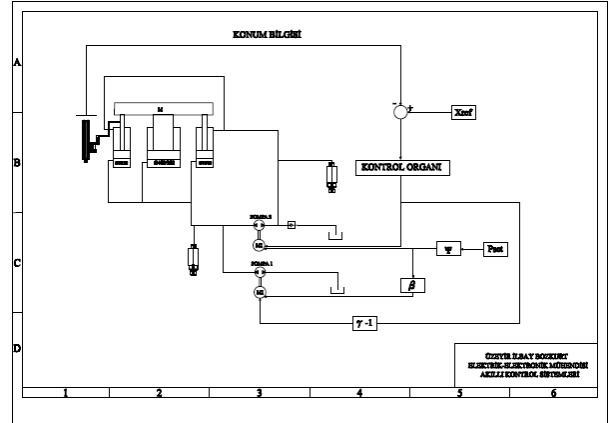 KONUM BİLGİSİ
A
M
- +
Xref
B
KONTROL ORGANI
POMPA 2
M2
Ψ
Pset
C
POMPA 1
M1
β
γ -1
D
ÜZEYİR İLBAY BOZKURT
ELEKTRİK-ELEKTRONİK MÜHENDİSİ
AKILLI KONTROL SİSTEMLERİ
1 2 3 4 5 6